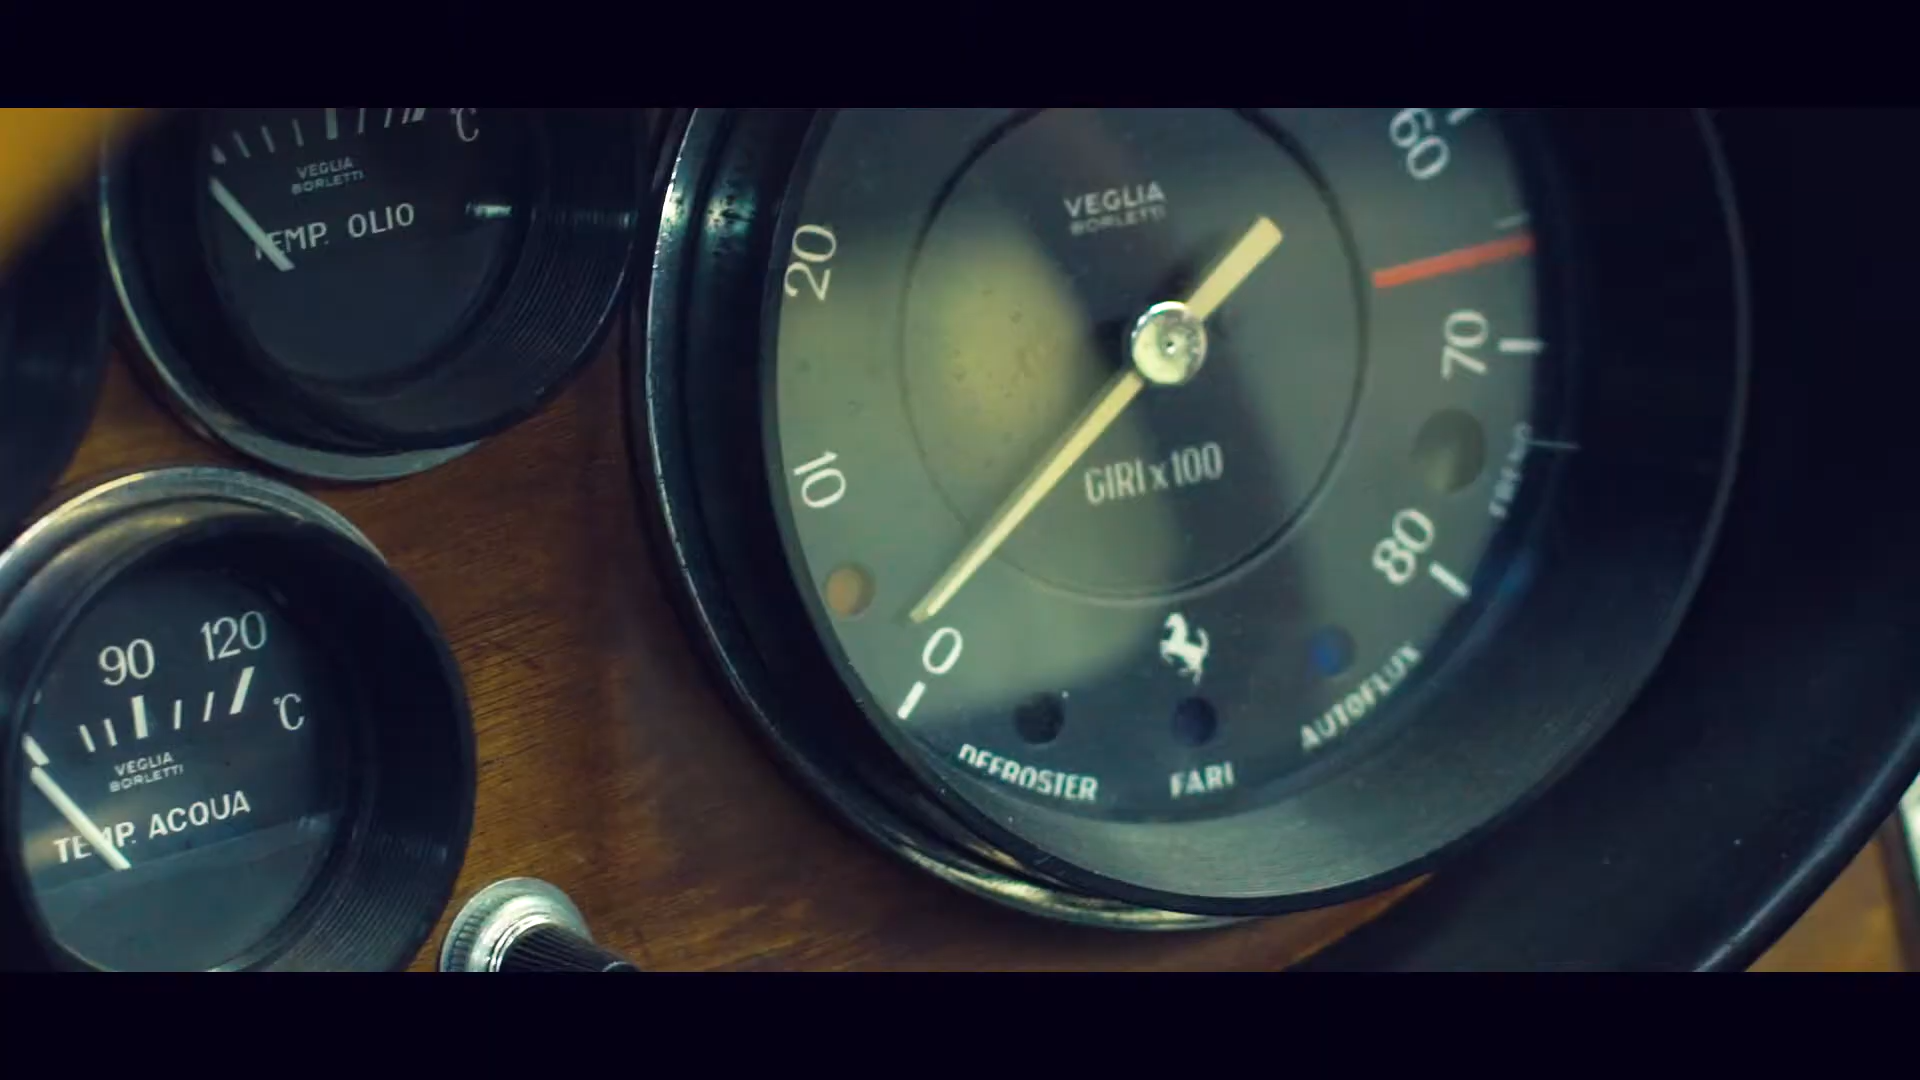 °C
VEGLIA
BORLETTI
TEMP. OLIO
90 120
°C
VEGLIA
BORLETTI
TEMP. ACQUA
VEGLIA
BORLETTI
60
20
70
10
GIRI x 100
80
FRENO
0
DEFROSTER
FARI
AUTOFLUX